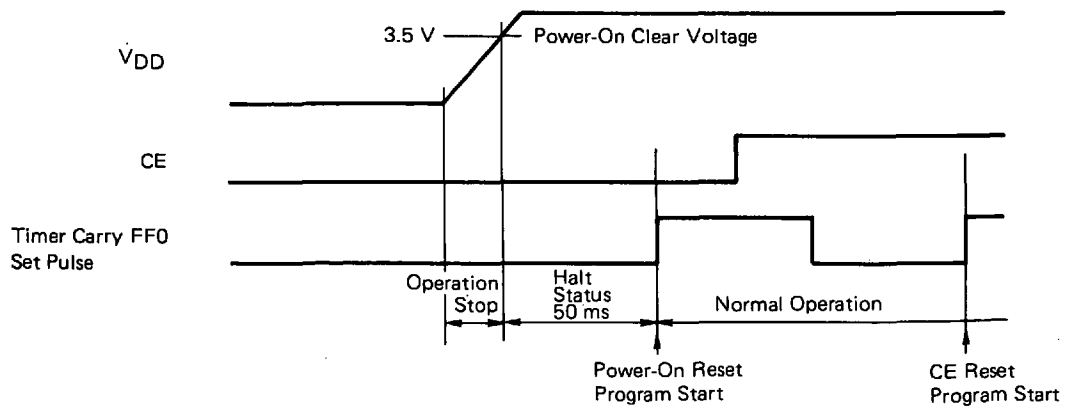 3.5 V
Power-On Clear Voltage
VDD
CE
Timer Carry FF0
Set Pulse
Operation
Stop
Halt
Status
50 ms
Normal Operation
Power-On Reset
Program Start
CE Reset
Program Start